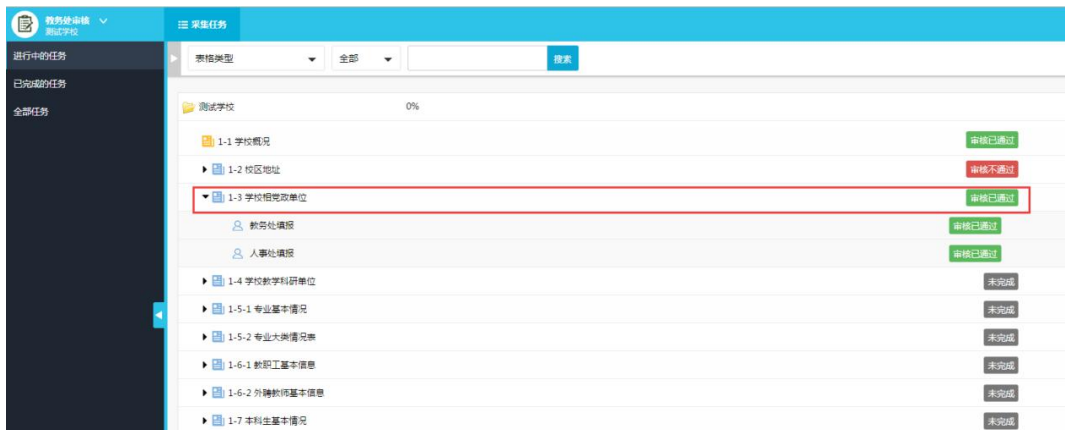 教务处审核
测试学校
采集任务
进行中的任务
已完成的任务
全部任务
表格类型 全部 搜索
测试学校 0%
1-1 学校概况 审核已通过
1-2 校区地址 审核不通过
1-3 学校相党政单位 审核已通过
教务处填报 审核已通过
人事处填报 审核已通过
1-4 学校教学科研单位 未完成
1-5-1 专业基本情况 未完成
1-5-2 专业大类情况表 未完成
1-6-1 教职工基本信息 未完成
1-6-2 外聘教师基本信息 未完成
1-7 本科生基本情况 未完成